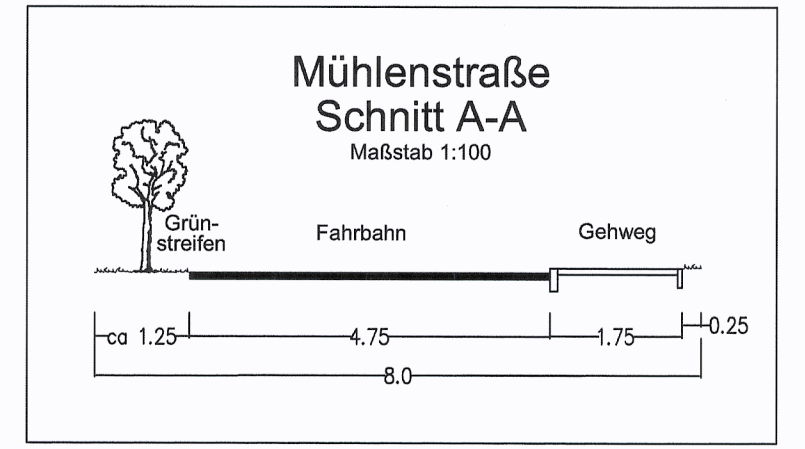 Mühlenstraße
Schnitt A-A
Maßstab 1:100
Grün-
streifen
Fahrbahn
Gehweg
ca 1.25
4.75
1.75
0.25
8.0